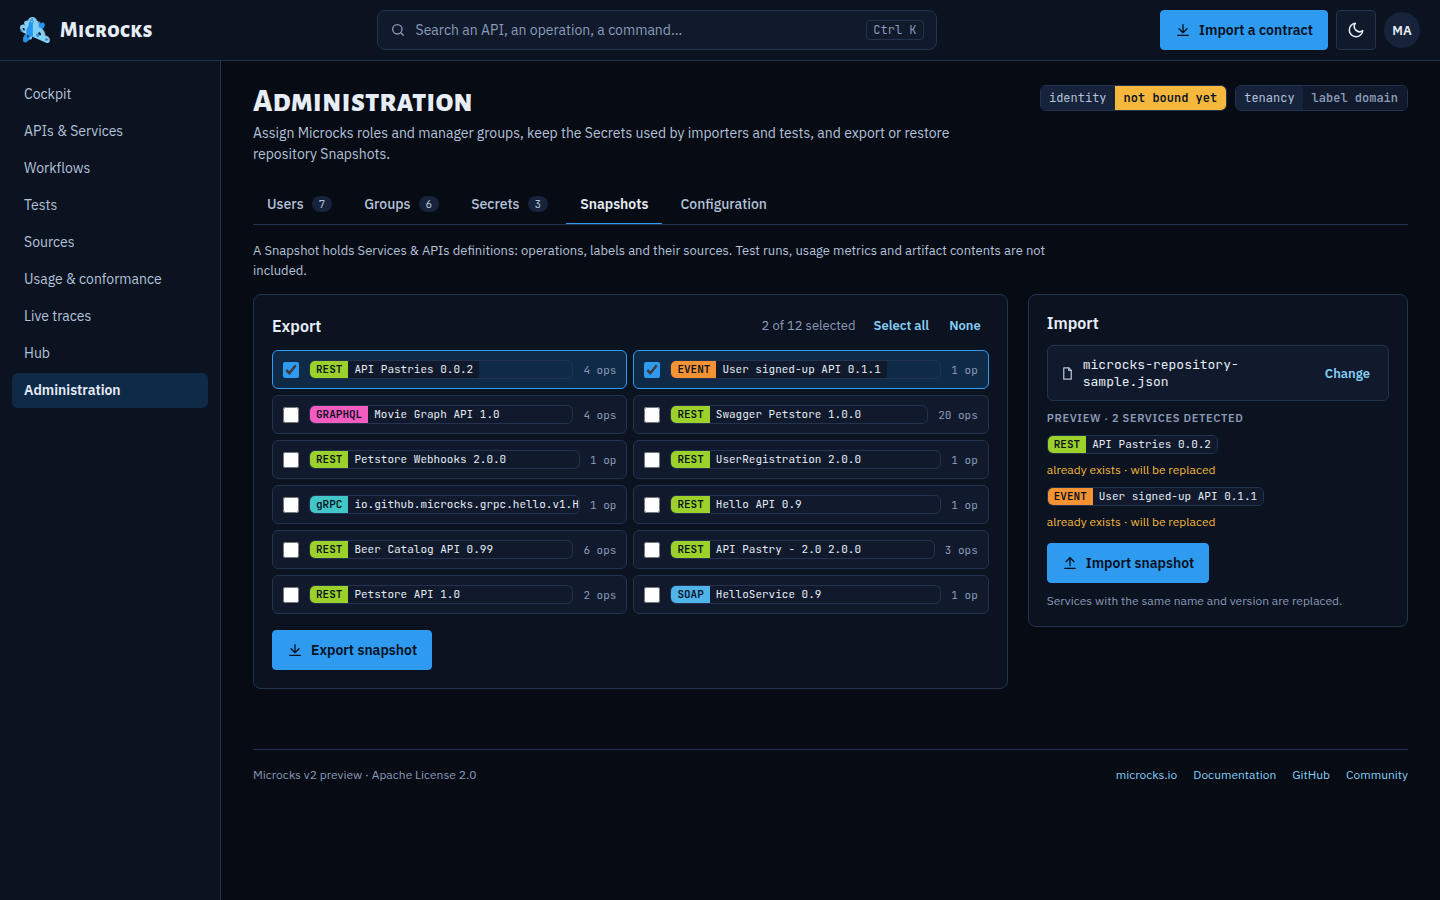 Microcks
Search an API, an operation, a command...
Ctrl K
Import a contract
MA
Cockpit
APIs & Services
Workflows
Tests
Sources
Usage & conformance
Live traces
Hub
Administration
Administration
identity not bound yet
tenancy label domain
Assign Microcks roles and manager groups, keep the Secrets used by importers and tests, and export or restore
repository Snapshots.
Users 7
Groups 6
Secrets 3
Snapshots
Configuration
A Snapshot holds Services & APIs definitions: operations, labels and their sources. Test runs, usage metrics and artifact contents are not
included.
Export
2 of 12 selected
Select all
None
REST API Pastries 0.0.2 4 ops
EVENT User signed-up API 0.1.1 1 op
GRAPHQL Movie Graph API 1.0 4 ops
REST Swagger Petstore 1.0.0 20 ops
REST Petstore Webhooks 2.0.0 1 op
REST UserRegistration 2.0.0 1 op
gRPC io.github.microcks.grpc.hello.v1.H 1 op
REST Hello API 0.9 1 op
REST Beer Catalog API 0.99 6 ops
REST API Pastry - 2.0 2.0.0 3 ops
REST Petstore API 1.0 2 ops
SOAP HelloService 0.9 1 op
Export snapshot
Import
microcks-repository-
sample.json
Change
PREVIEW · 2 SERVICES DETECTED
REST API Pastries 0.0.2
already exists · will be replaced
EVENT User signed-up API 0.1.1
already exists · will be replaced
Import snapshot
Services with the same name and version are replaced.
Microcks v2 preview · Apache License 2.0
microcks.io
Documentation
GitHub
Community